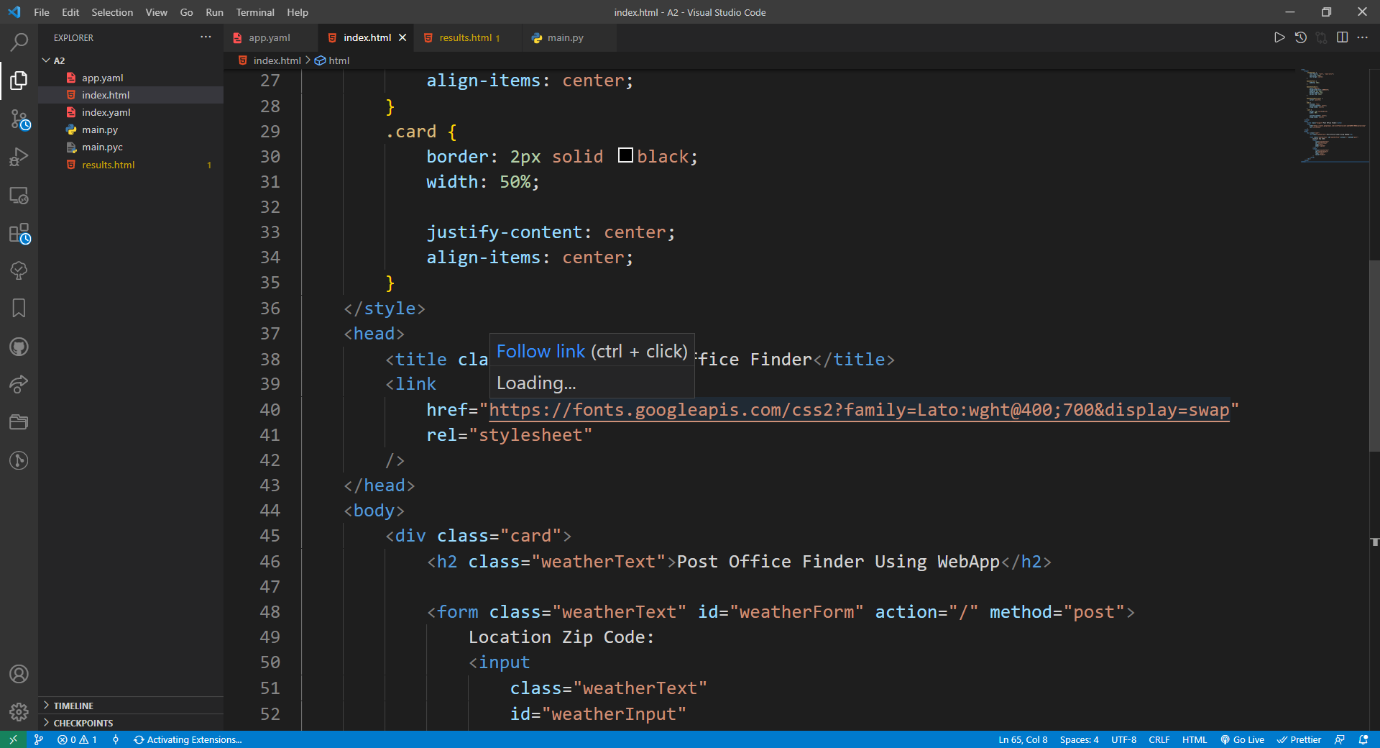 File Edit Selection View Go Run Terminal Help
index.html - A2 - Visual Studio Code
EXPLORER
A2
app.yaml
index.html
index.yaml
main.py
main.pyc
results.html 1
TIMELINE
CHECKPOINTS
app.yaml index.html results.html 1 main.py
index.html > html
27 align-items: center;
28 }
29 .card {
30 border: 2px solid black;
31 width: 50%;
32
33 justify-content: center;
34 align-items: center;
35 }
36 </style>
37 <head>
Follow link (ctrl + click)
38 <title cla ffice Finder</title>
Loading...
39 <link
40 href="https://fonts.googleapis.com/css2?family=Lato:wght@400;700&display=swap"
41 rel="stylesheet"
42 />
43 </head>
44 <body>
45 <div class="card">
46 <h2 class="weatherText">Post Office Finder Using WebApp</h2>
47
48 <form class="weatherText" id="weatherForm" action="/" method="post">
49 Location Zip Code:
50 <input
51 class="weatherText"
52 id="weatherInput"
0 1 Activating Extensions...
Ln 65, Col 8 Spaces: 4 UTF-8 CRLF HTML Go Live Prettier